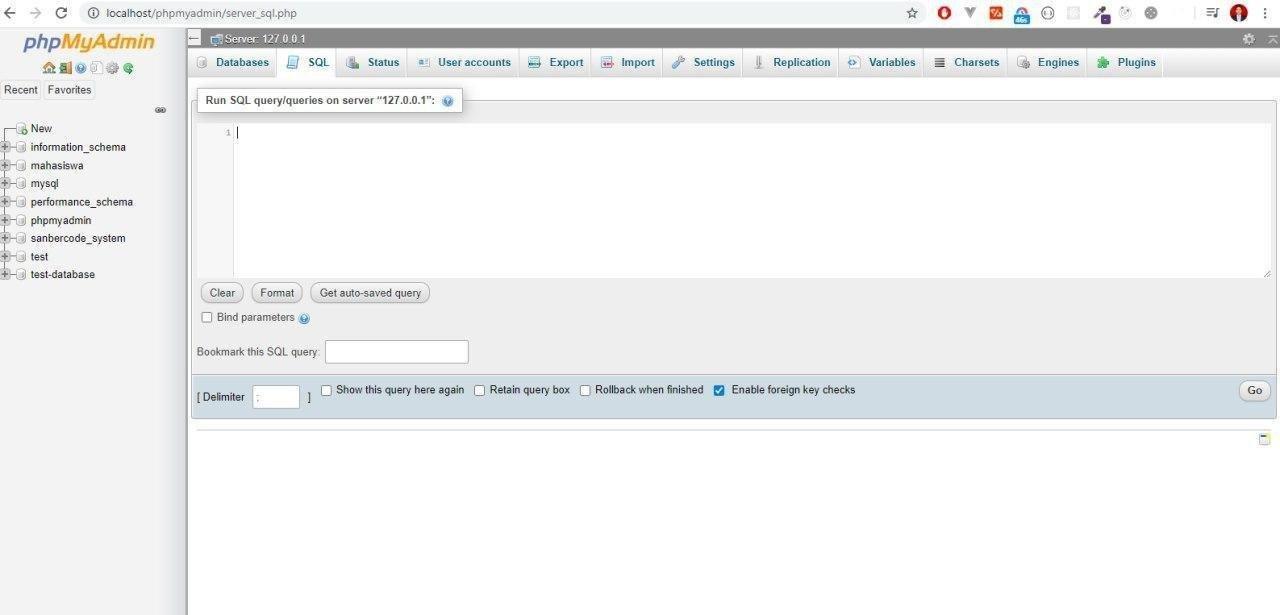 localhost/phpmyadmin/server_sql.php
46s
phpMyAdmin
Server: 127.0.0.1
Databases SQL Status User accounts Export Import Settings Replication Variables Charsets Engines Plugins
Recent Favorites
New
information_schema
mahasiswa
mysql
performance_schema
phpmyadmin
sanbercode_system
test
test-database
Run SQL query/queries on server “127.0.0.1”:
1
Clear Format Get auto-saved query
Bind parameters
Bookmark this SQL query:
[ Delimiter ; ] Show this query here again Retain query box Rollback when finished Enable foreign key checks Go